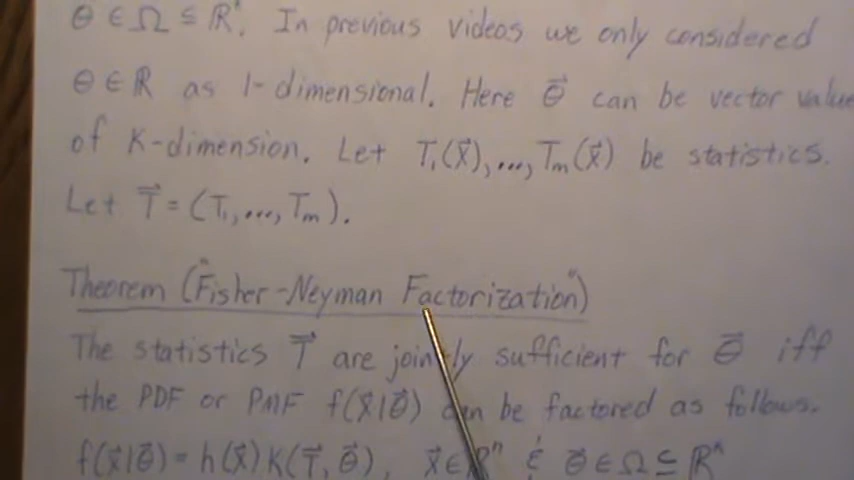 θ ∈ Ω ⊆ ℝ^k. In previous videos we only considered
θ ∈ ℝ as 1-dimensional. Here θ⃗ can be vector value
of K-dimension. Let T₁(X⃗),..., Tₘ(X⃗) be statistics.
Let T⃗ = (T₁,..., Tₘ).
Theorem ("Fisher-Neyman Factorization")
The statistics T⃗ are jointly sufficient for θ⃗ iff
the PDF or PMF f(x⃗|θ⃗) can be factored as follows.
f(x⃗|θ⃗) = h(x⃗) K(T⃗, θ⃗), x⃗ ∈ ℝⁿ & θ⃗ ∈ Ω ⊆ ℝ^k